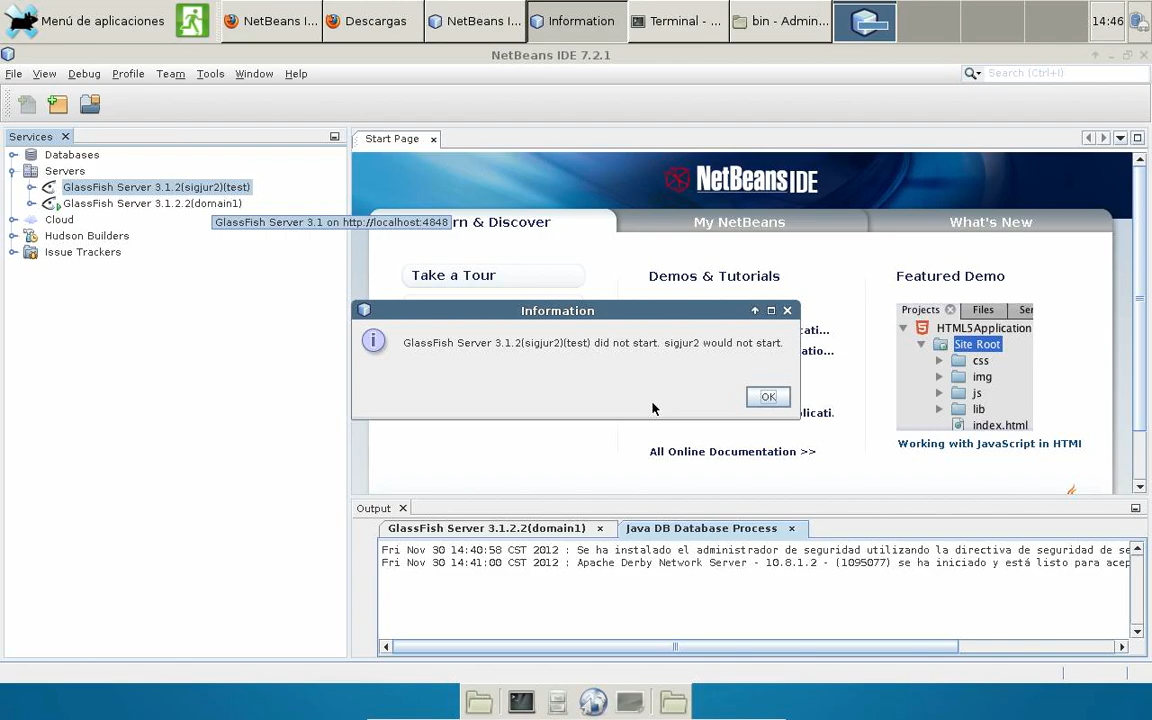 Menú de aplicaciones
NetBeans I...
Descargas
NetBeans I...
Information
Terminal - ...
bin - Admin...
14:46
NetBeans IDE 7.2.1
File View Debug Profile Team Tools Window Help
Search (Ctrl+I)
Services
Start Page
Databases
Servers
GlassFish Server 3.1.2(sigjur2)(test)
GlassFish Server 3.1.2.2(domain1)
Cloud
Hudson Builders
Issue Trackers
GlassFish Server 3.1 on http://localhost:4848
NetBeans IDE
rn & Discover
My NetBeans
What's New
Take a Tour
Demos & Tutorials
Featured Demo
Projects Files Ser
HTML5Application
Site Root
css
img
js
lib
index.html
ati...
atio...
plicati.
All Online Documentation >>
Working with JavaScript in HTMl
Information
GlassFish Server 3.1.2(sigjur2)(test) did not start. sigjur2 would not start.
OK
Output
GlassFish Server 3.1.2.2(domain1)
Java DB Database Process
Fri Nov 30 14:40:58 CST 2012 : Se ha instalado el administrador de seguridad utilizando la directiva de seguridad de se
Fri Nov 30 14:41:00 CST 2012 : Apache Derby Network Server - 10.8.1.2 - (1095077) se ha iniciado y está listo para acep